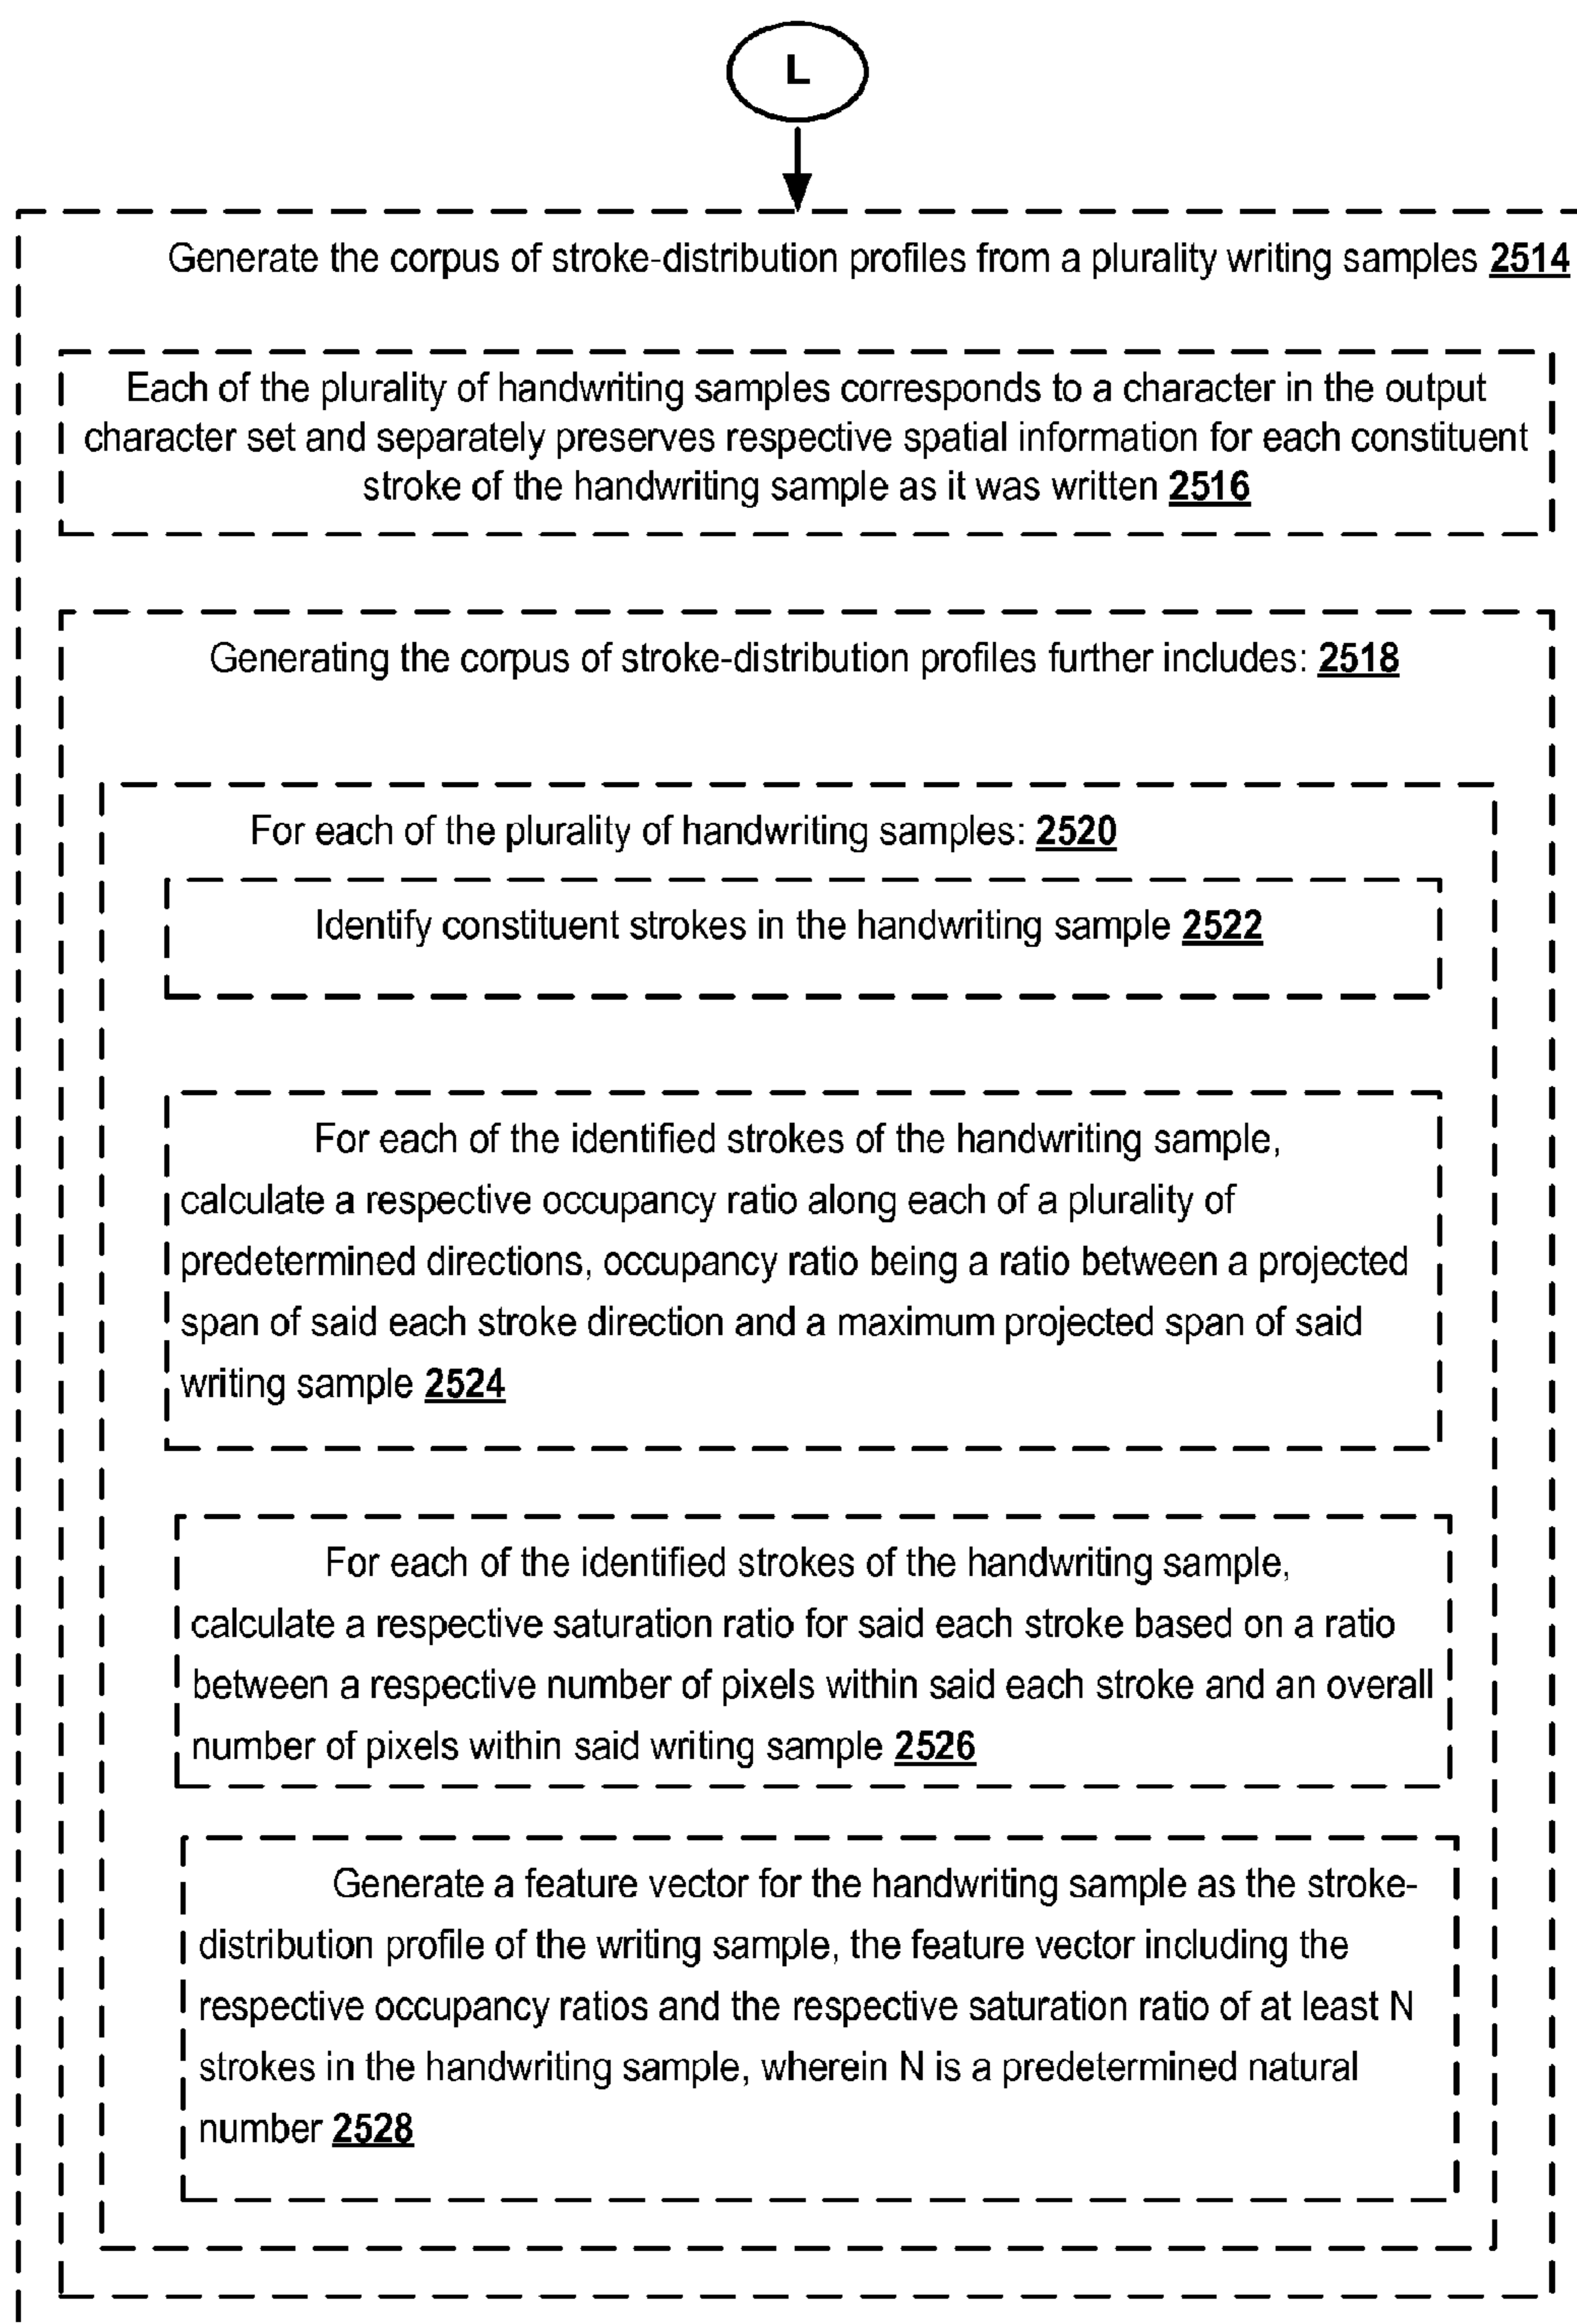 L
Generate the corpus of stroke-distribution profiles from a plurality writing samples 2514
Each of the plurality of handwriting samples corresponds to a character in the output
character set and separately preserves respective spatial information for each constituent
stroke of the handwriting sample as it was written 2516
Generating the corpus of stroke-distribution profiles further includes: 2518
For each of the plurality of handwriting samples: 2520
Identify constituent strokes in the handwriting sample 2522
For each of the identified strokes of the handwriting sample,
calculate a respective occupancy ratio along each of a plurality of
predetermined directions, occupancy ratio being a ratio between a projected
span of said each stroke direction and a maximum projected span of said
writing sample 2524
For each of the identified strokes of the handwriting sample,
calculate a respective saturation ratio for said each stroke based on a ratio
between a respective number of pixels within said each stroke and an overall
number of pixels within said writing sample 2526
Generate a feature vector for the handwriting sample as the stroke-
distribution profile of the writing sample, the feature vector including the
respective occupancy ratios and the respective saturation ratio of at least N
strokes in the handwriting sample, wherein N is a predetermined natural
number 2528